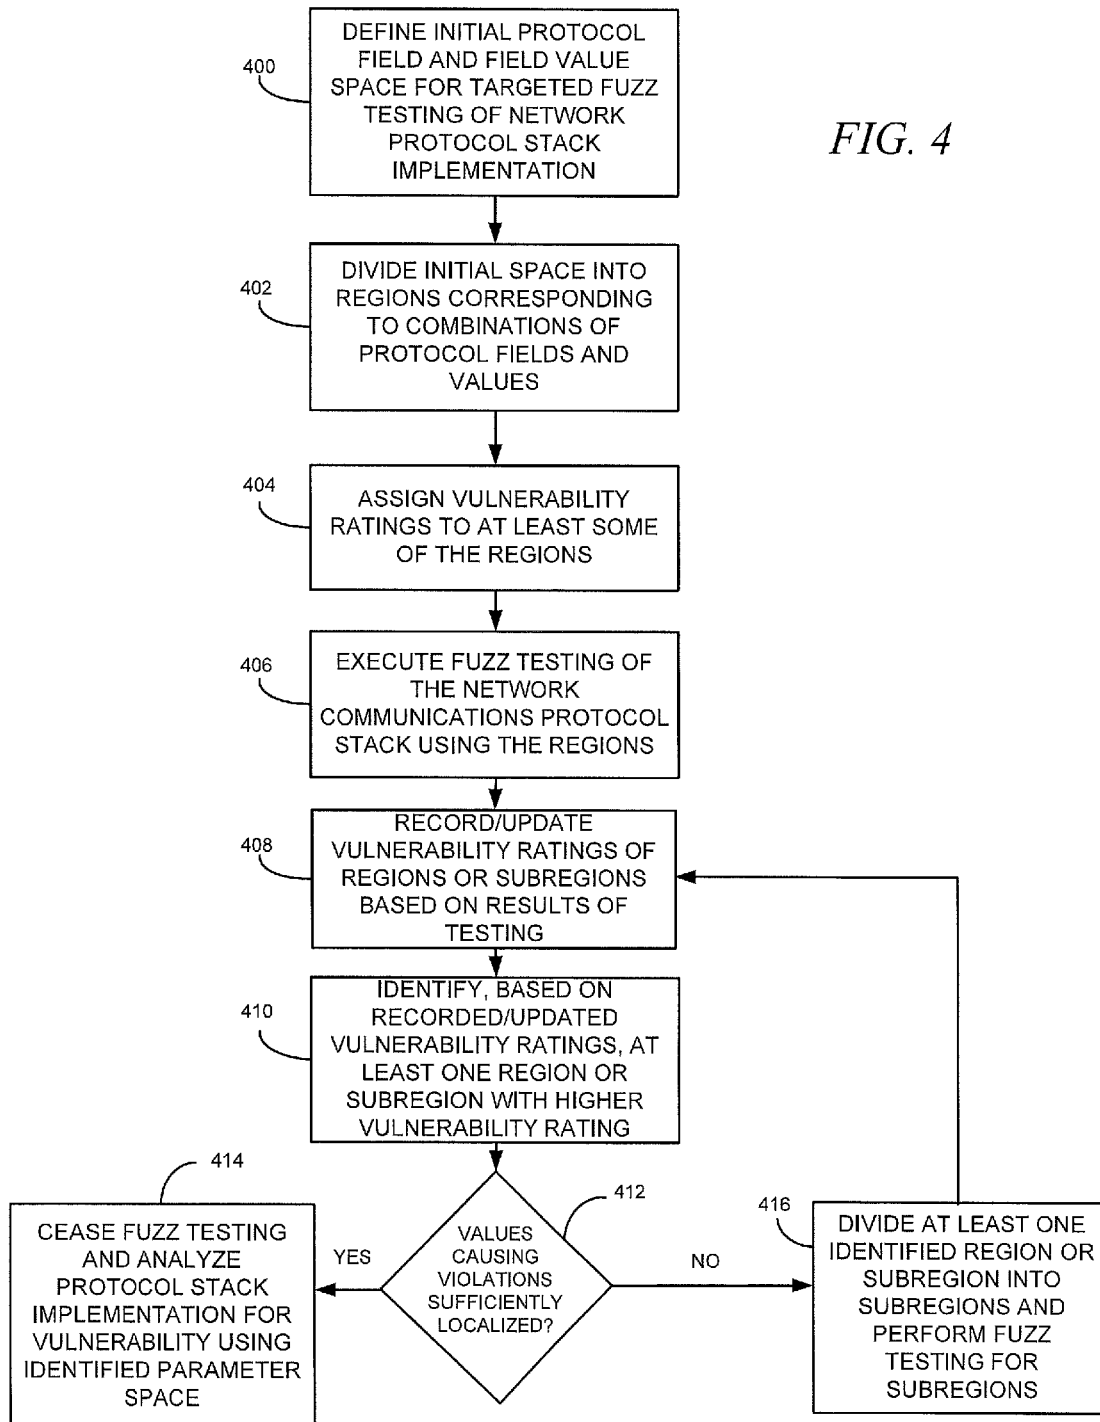 400
DEFINE INITIAL PROTOCOL
FIELD AND FIELD VALUE
SPACE FOR TARGETED FUZZ
TESTING OF NETWORK
PROTOCOL STACK
IMPLEMENTATION
FIG. 4
402
DIVIDE INITIAL SPACE INTO
REGIONS CORRESPONDING
TO COMBINATIONS OF
PROTOCOL FIELDS AND
VALUES
404
ASSIGN VULNERABILITY
RATINGS TO AT LEAST SOME
OF THE REGIONS
406
EXECUTE FUZZ TESTING OF
THE NETWORK
COMMUNICATIONS PROTOCOL
STACK USING THE REGIONS
408
RECORD/UPDATE
VULNERABILITY RATINGS OF
REGIONS OR SUBREGIONS
BASED ON RESULTS OF
TESTING
410
IDENTIFY, BASED ON
RECORDED/UPDATED
VULNERABILITY RATINGS, AT
LEAST ONE REGION OR
SUBREGION WITH HIGHER
VULNERABILITY RATING
412
VALUES
CAUSING
VIOLATIONS
SUFFICIENTLY
LOCALIZED?
YES
414
CEASE FUZZ TESTING
AND ANALYZE
PROTOCOL STACK
IMPLEMENTATION FOR
VULNERABILITY USING
IDENTIFIED PARAMETER
SPACE
NO
416
DIVIDE AT LEAST ONE
IDENTIFIED REGION OR
SUBREGION INTO
SUBREGIONS AND
PERFORM FUZZ
TESTING FOR
SUBREGIONS